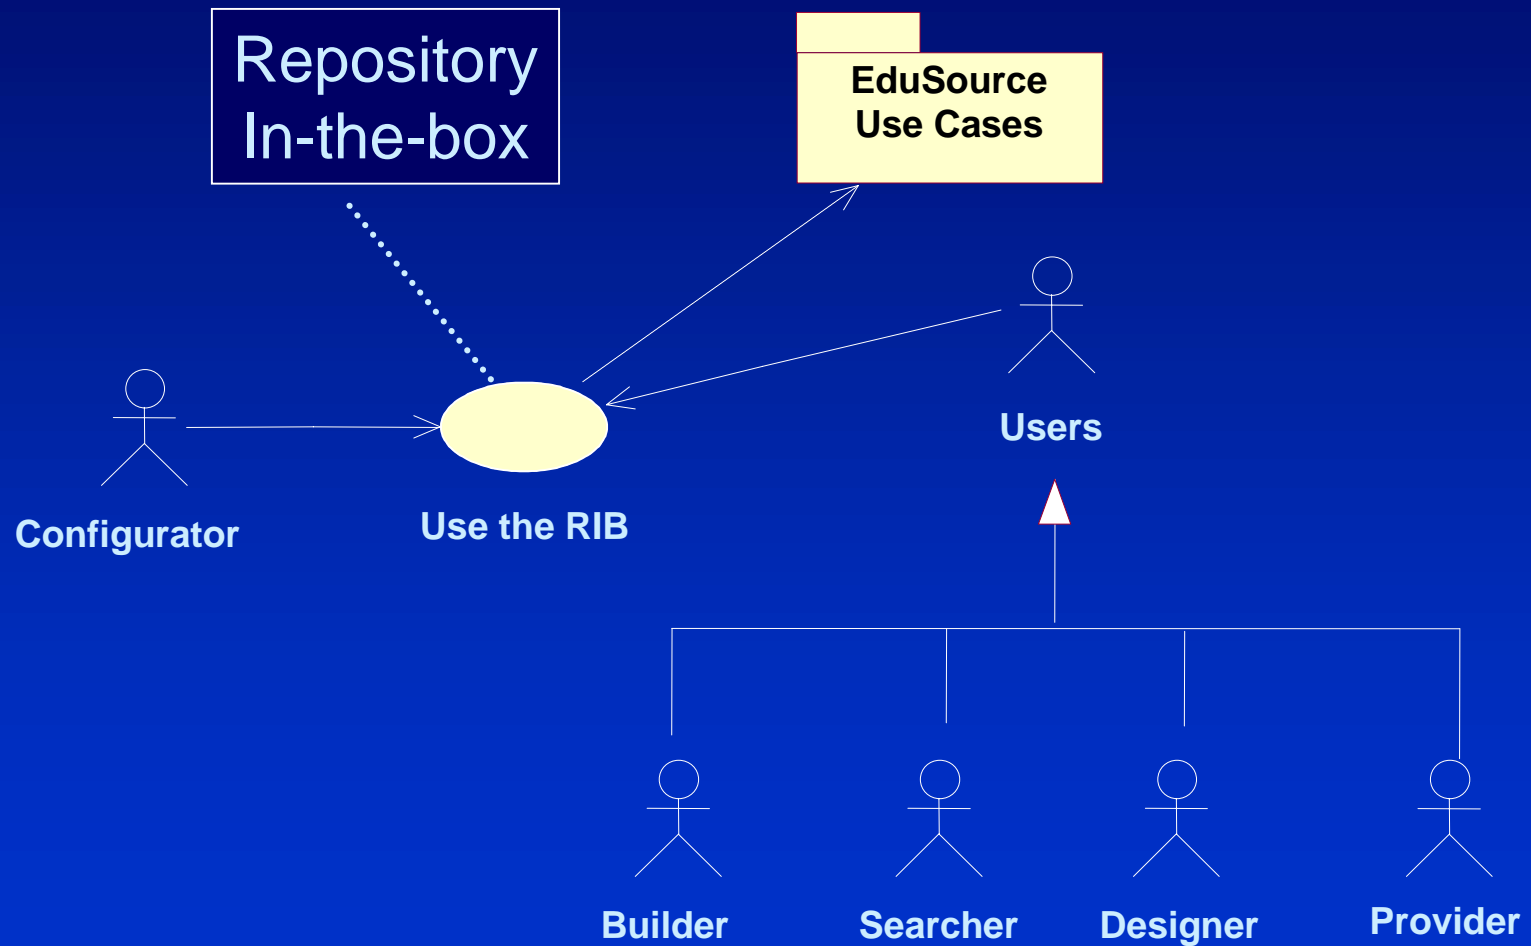 Repository
In-the-box
EduSource
Use Cases
Users
Configurator
Use the RIB
Builder
Searcher
Designer
Provider